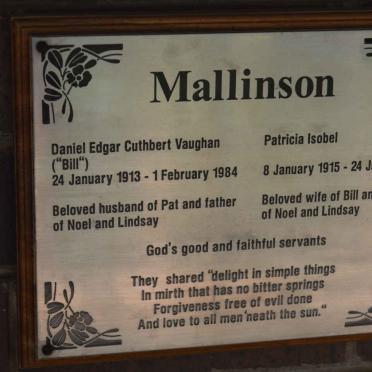 Mallinson
Daniel Edgar Cuthbert Vaughan
("Bill")
24 January 1913 - 1 February 1984
Beloved husband of Pat and father
of Noel and Lindsay
Patricia Isobel
8 January 1915 - 24
Beloved wife of Bill
of Noel and Lindsay
God's good and faithful servants
They shared "delight in simple things
In mirth that has no bitter springs
Forgiveness free of evil done
And love to all men 'neath the sun."